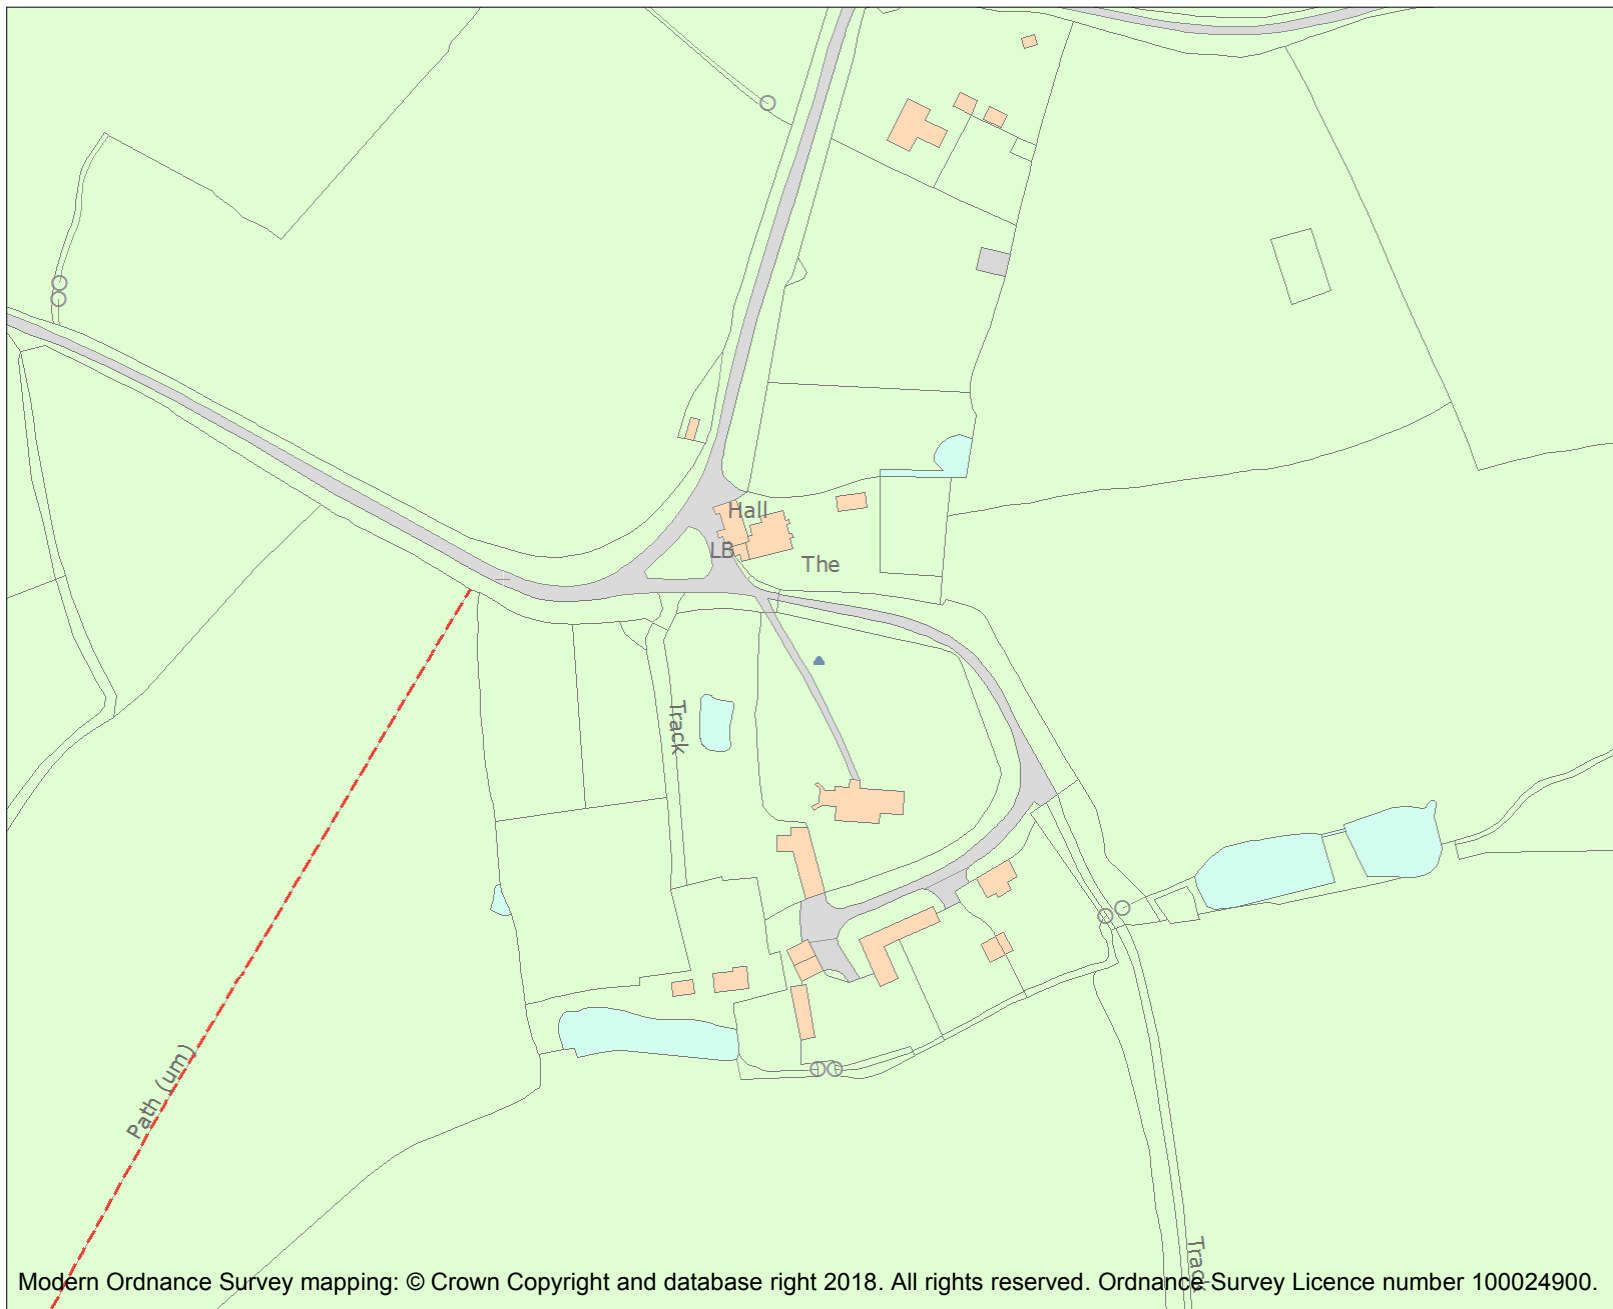 Hall
LB
The
Track
Path (um)
Track
Modern Ordnance Survey mapping: © Crown Copyright and database right 2018. All rights reserved. Ordnance Survey Licence number 100024900.